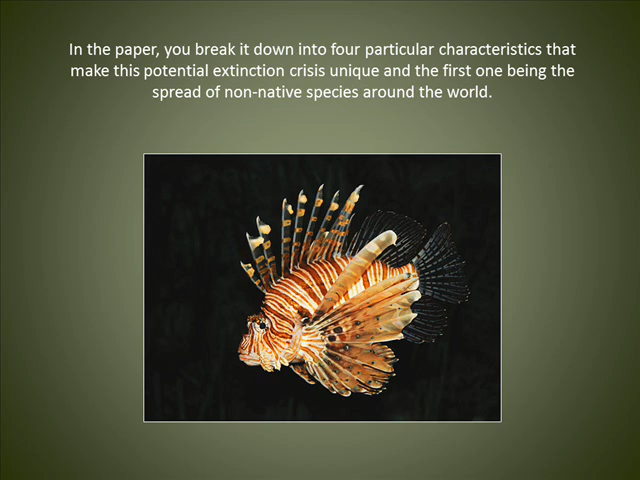 In the paper, you break it down into four particular characteristics that
make this potential extinction crisis unique and the first one being the
spread of non-native species around the world.